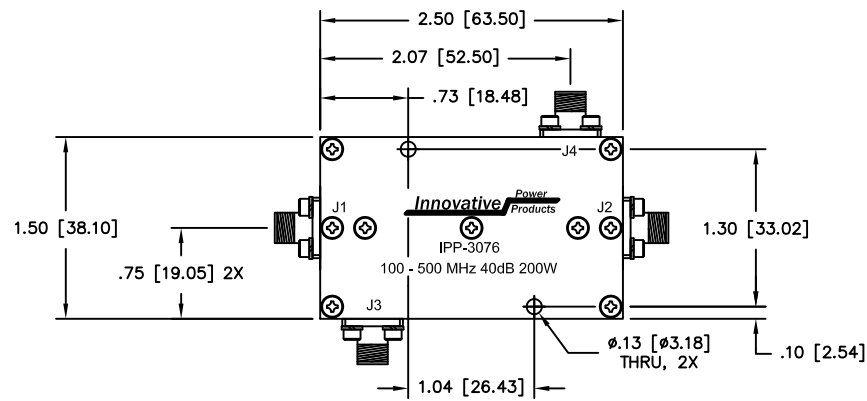 2.50 [63.50]
2.07 [52.50]
.73 [18.48]
J4
1.50 [38.10]
J1
Innovative Power Products
J2
1.30 [33.02]
IPP-3076
.75 [19.05] 2X
100 - 500 MHz 40dB 200W
J3
ø.13 [ø3.18]
THRU, 2X
.10 [2.54]
1.04 [26.43]